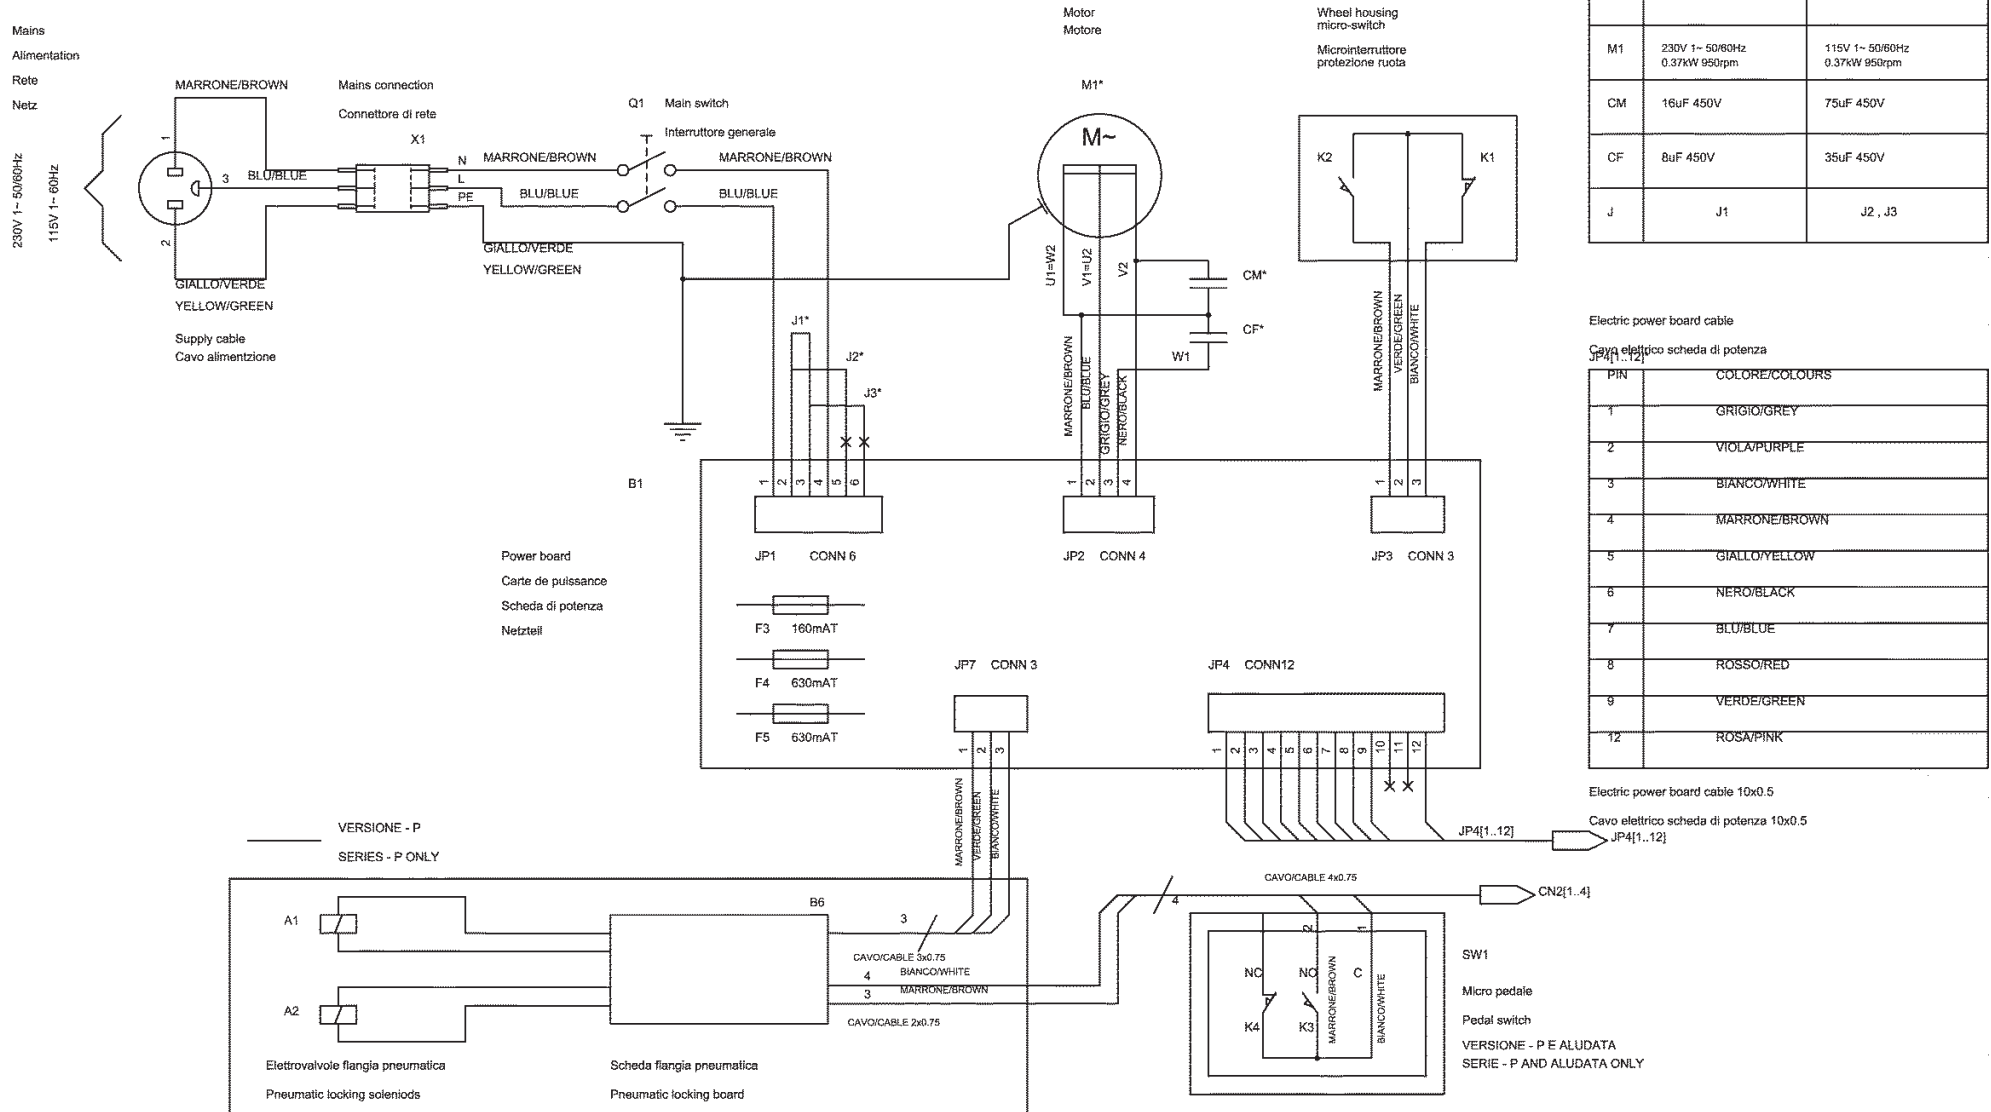 Mains
Alimentation
Rete
Netz
230V 1~ 50/60Hz
115V 1~ 60Hz
MARRONE/BROWN
1
3
2
BLU/BLUE
GIALLO/VERDE
YELLOW/GREEN
Supply cable
Cavo alimentzione
Mains connection
Connettore di rete
X1
N
L
PE
MARRONE/BROWN
BLU/BLUE
GIALLO/VERDE
YELLOW/GREEN
Q1 Main switch
Interruttore generale
MARRONE/BROWN
BLU/BLUE
J1*
J2*
J3*
Motor
Motore
M1*
M~
U1=W2
V1=U2
V2
CM*
CF*
W1
MARRONE/BROWN
BLU/BLUE
GRIGIO/GREY
NERO/BLACK
Wheel housing
micro-switch
Microinterruttore
protezione ruota
K2
K1
MARRONE/BROWN
VERDE/GREEN
BIANCO/WHITE
M1 230V 1~ 50/60Hz 115V 1~ 50/60Hz
0.37kW 950rpm 0.37kW 950rpm
CM 16uF 450V 75uF 450V
CF 8uF 450V 35uF 450V
J J1 J2 , J3
Electric power board cable
Cavo elettrico scheda di potenza
JP4[1..12]*
PIN COLORE/COLOURS
1 GRIGIO/GREY
2 VIOLA/PURPLE
3 BIANCO/WHITE
4 MARRONE/BROWN
5 GIALLO/YELLOW
6 NERO/BLACK
7 BLU/BLUE
8 ROSSO/RED
9 VERDE/GREEN
12 ROSA/PINK
Electric power board cable 10x0.5
Cavo elettrico scheda di potenza 10x0.5
JP4[1..12]
B1
Power board
Carte de puissance
Scheda di potenza
Netzteil
1 2 3 4 5 6
JP1 CONN 6
1 2 3 4
JP2 CONN 4
1 2 3
JP3 CONN 3
F3 160mAT
F4 630mAT
F5 630mAT
JP7 CONN 3
1 2 3
JP4 CONN12
1 2 3 4 5 6 7 8 9 10 11 12
MARRONE/BROWN
VERDE/GREEN
BIANCO/WHITE
JP4[1..12]
VERSIONE - P
SERIES - P ONLY
A1
A2
B6
3
CAVO/CABLE 3x0.75
4 BIANCO/WHITE
3 MARRONE/BROWN
CAVO/CABLE 2x0.75
Elettrovalvole flangia pneumatica
Pneumatic locking soleniods
Scheda flangia pneumatica
Pneumatic locking board
CAVO/CABLE 4x0.75
4
CN2[1..4]
2
1
NC
NO
C
K4
K3
MARRONE/BROWN
BIANCO/WHITE
SW1
Micro pedale
Pedal switch
VERSIONE - P E ALUDATA
SERIE - P AND ALUDATA ONLY